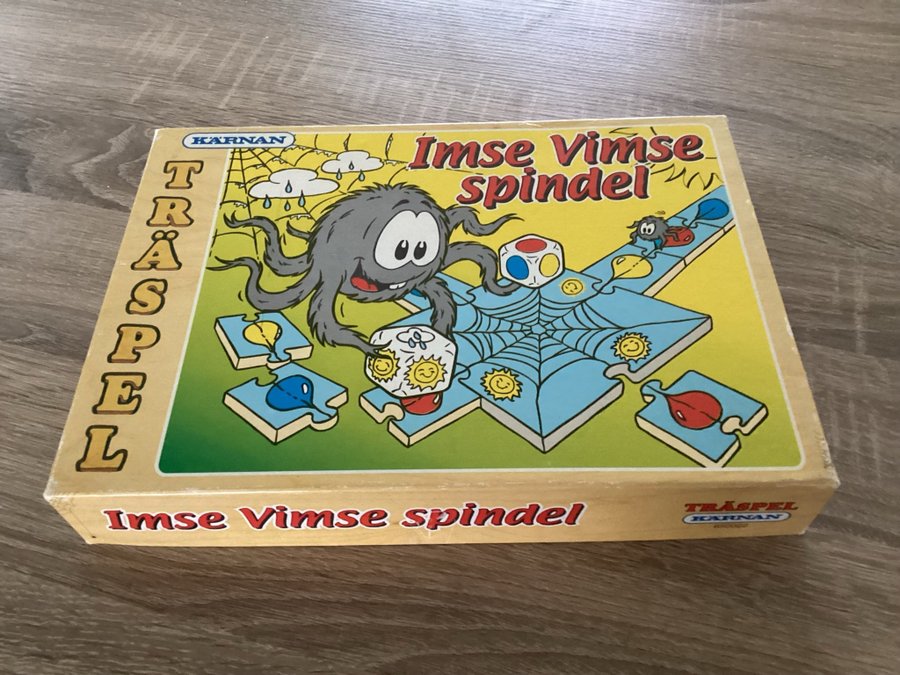 KÄRNAN
TRÄSPEL
Imse Vimse
spindel
Imse Vimse spindel
TRÄSPEL
KÄRNAN